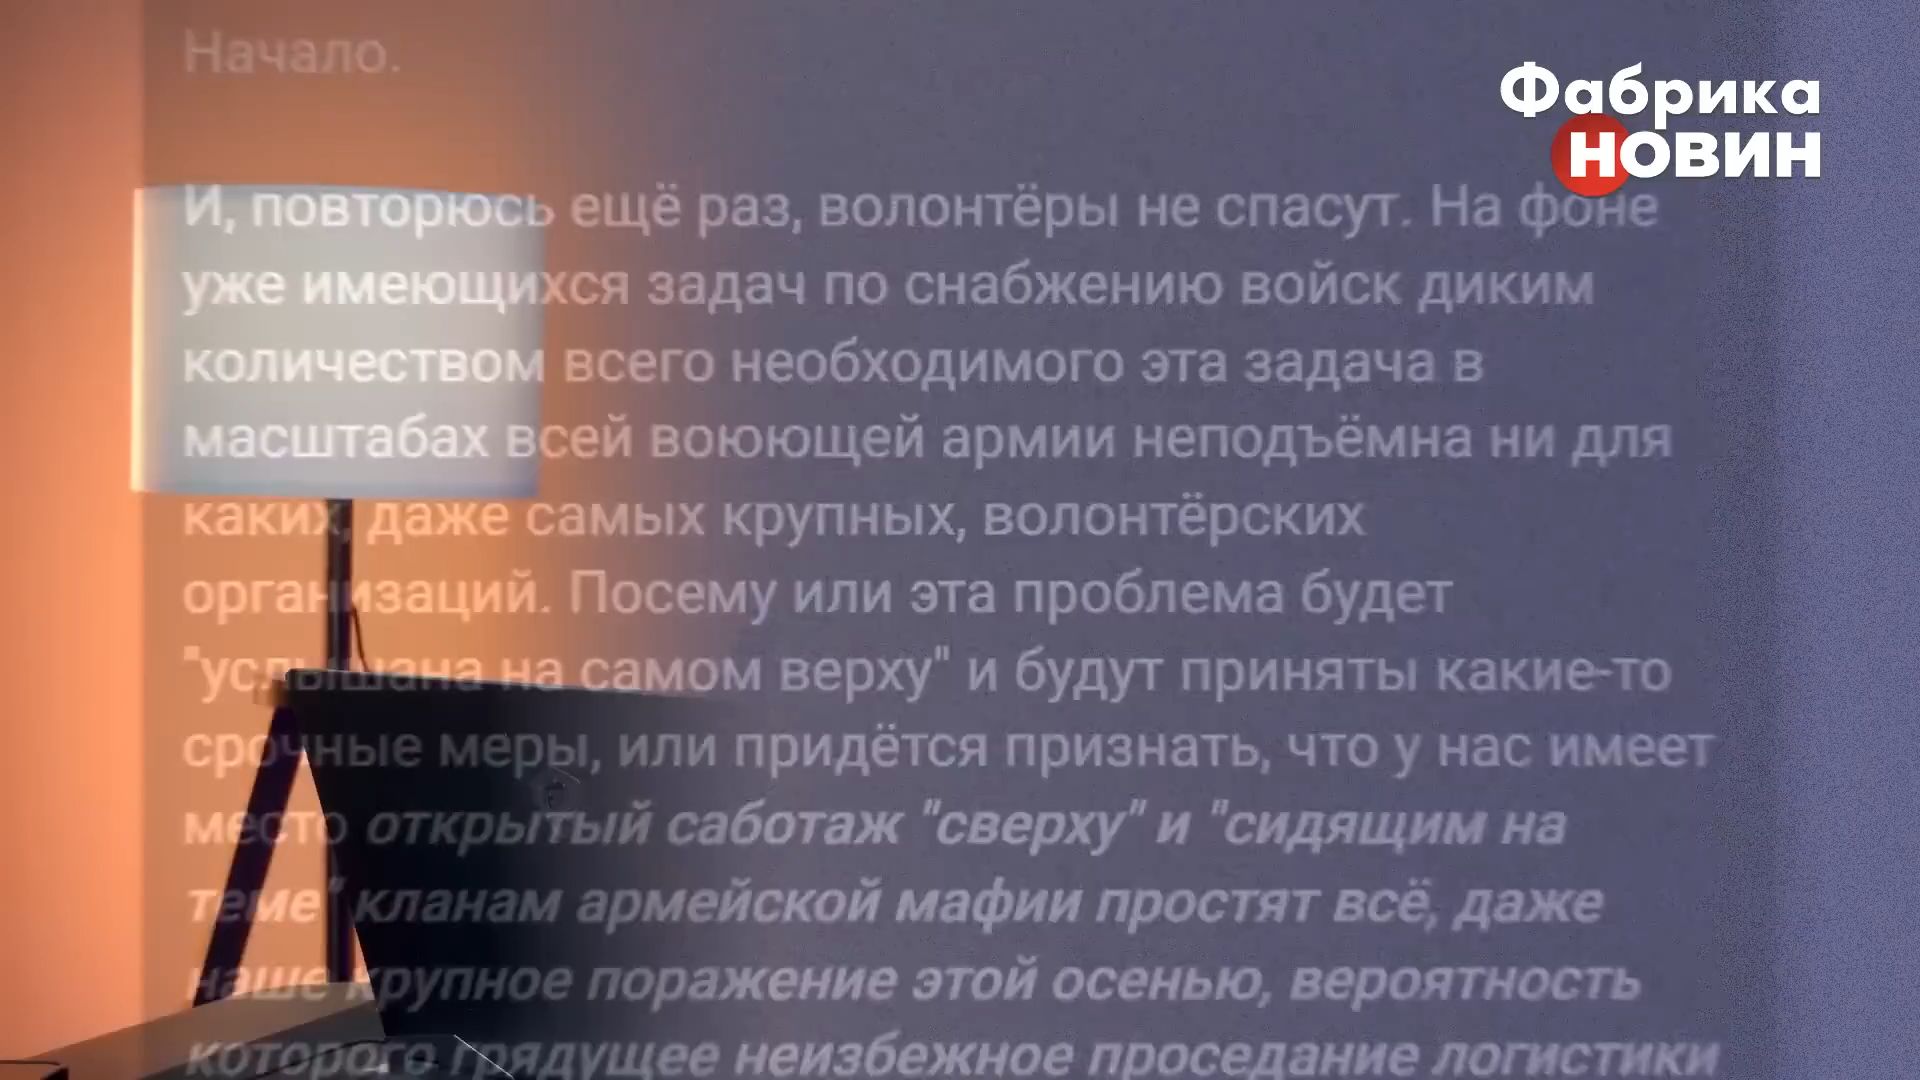 Начало.
Фабрика
НОВИН
И, повторюсь ещё раз, волонтёры не спасут. На фоне
уже имеющихся задач по снабжению войск диким
количеством всего необходимого эта задача в
масштабах всей воюющей армии неподъёмна ни для
каких, даже самых крупных, волонтёрских
организаций. Посему или эта проблема будет
"услышана на самом верху" и будут приняты какие-то
срочные меры, или придётся признать, что у нас имеет
место открытый саботаж "сверху" и "сидящим на
теме" кланам армейской мафии простят всё, даже
наше крупное поражение этой осенью, вероятность
которого грядущее неизбежное проседание логистики